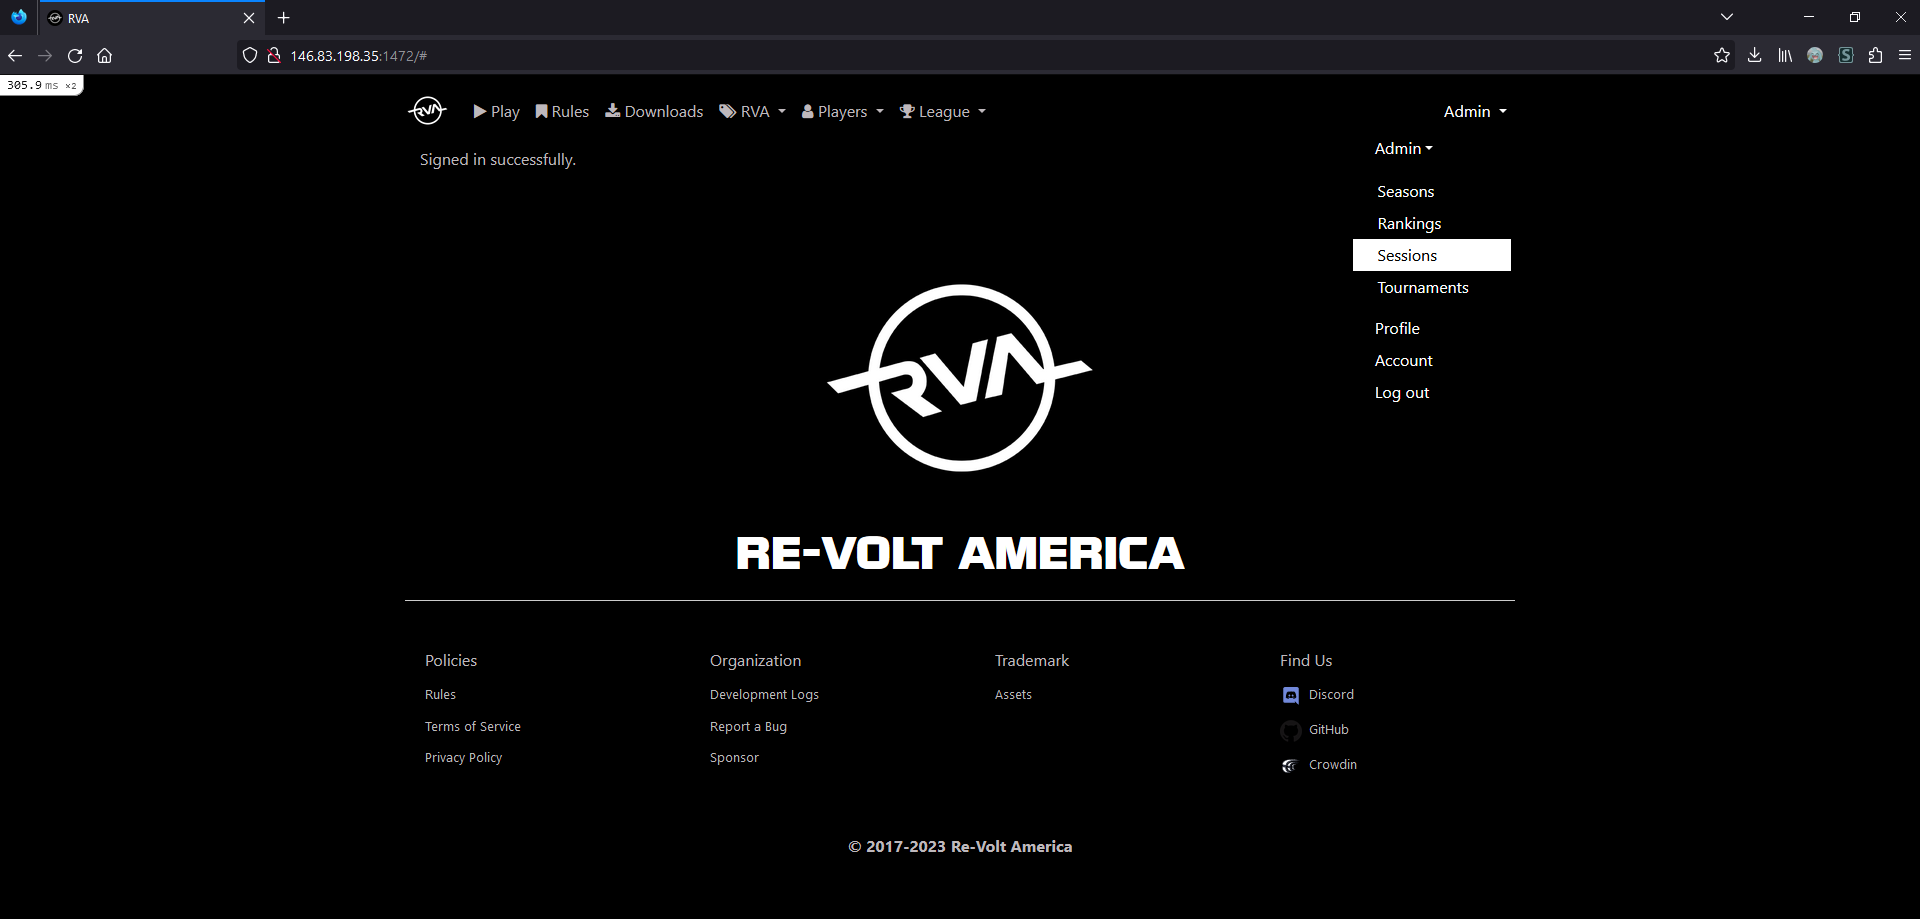 RVA
146.83.198.35:1472/#
305.9 ms ×2
RVA Play Rules Downloads RVA Players League Admin
Signed in successfully.
Admin
Seasons
Rankings
Sessions
Tournaments
Profile
Account
Log out
RVA
RE-VOLT AMERICA
Policies
Rules
Terms of Service
Privacy Policy
Organization
Development Logs
Report a Bug
Sponsor
Trademark
Assets
Find Us
Discord
GitHub
Crowdin
© 2017-2023 Re-Volt America